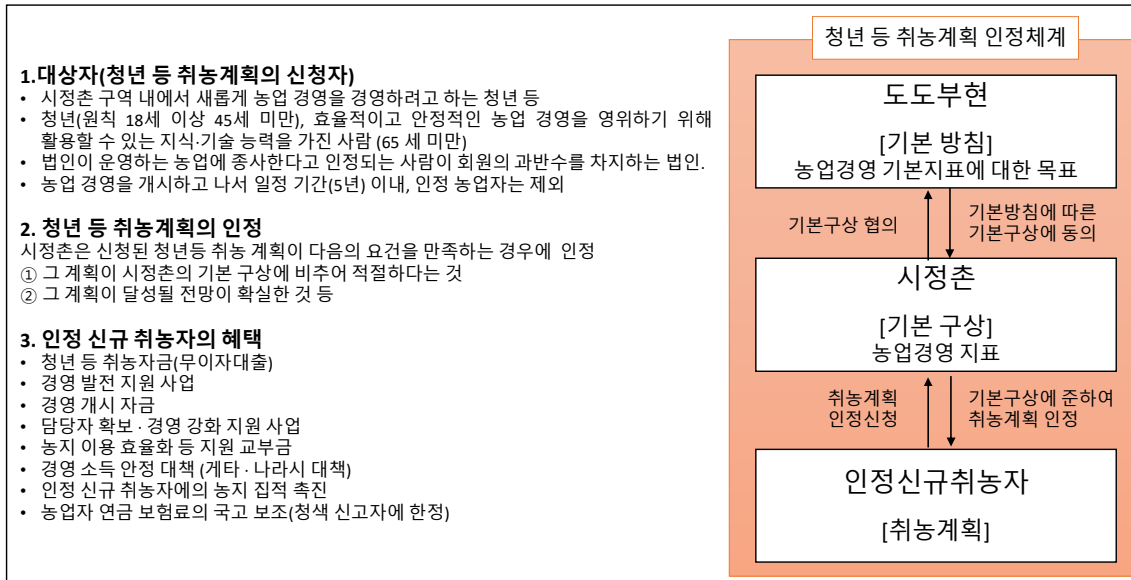 1.대상자(청년 등 취농계획의 신청자)
• 시정촌 구역 내에서 새롭게 농업 경영을 경영하려고 하는 청년 등
• 청년(원칙 18세 이상 45세 미만), 효율적이고 안정적인 농업 경영을 영위하기 위해
활용할 수 있는 지식·기술 능력을 가진 사람 (65 세 미만)
• 법인이 운영하는 농업에 종사한다고 인정되는 사람이 회원의 과반수를 차지하는 법인.
• 농업 경영을 개시하고 나서 일정 기간(5년) 이내, 인정 농업자는 제외
2. 청년 등 취농계획의 인정
시정촌은 신청된 청년등 취농 계획이 다음의 요건을 만족하는 경우에 인정
① 그 계획이 시정촌의 기본 구상에 비추어 적절하다는 것
② 그 계획이 달성될 전망이 확실한 것 등
3. 인정 신규 취농자의 혜택
• 청년 등 취농자금(무이자대출)
• 경영 발전 지원 사업
• 경영 개시 자금
• 담당자 확보 · 경영 강화 지원 사업
• 농지 이용 효율화 등 지원 교부금
• 경영 소득 안정 대책 (게타 · 나라시 대책)
• 인정 신규 취농자에의 농지 집적 촉진
• 농업자 연금 보험료의 국고 보조(청색 신고자에 한정)
청년 등 취농계획 인정체계
도도부현
[기본 방침]
농업경영 기본지표에 대한 목표
기본구상 협의
기본방침에 따른
기본구상에 동의
시정촌
[기본 구상]
농업경영 지표
취농계획
인정신청
기본구상에 준하여
취농계획 인정
인정신규취농자
[취농계획]